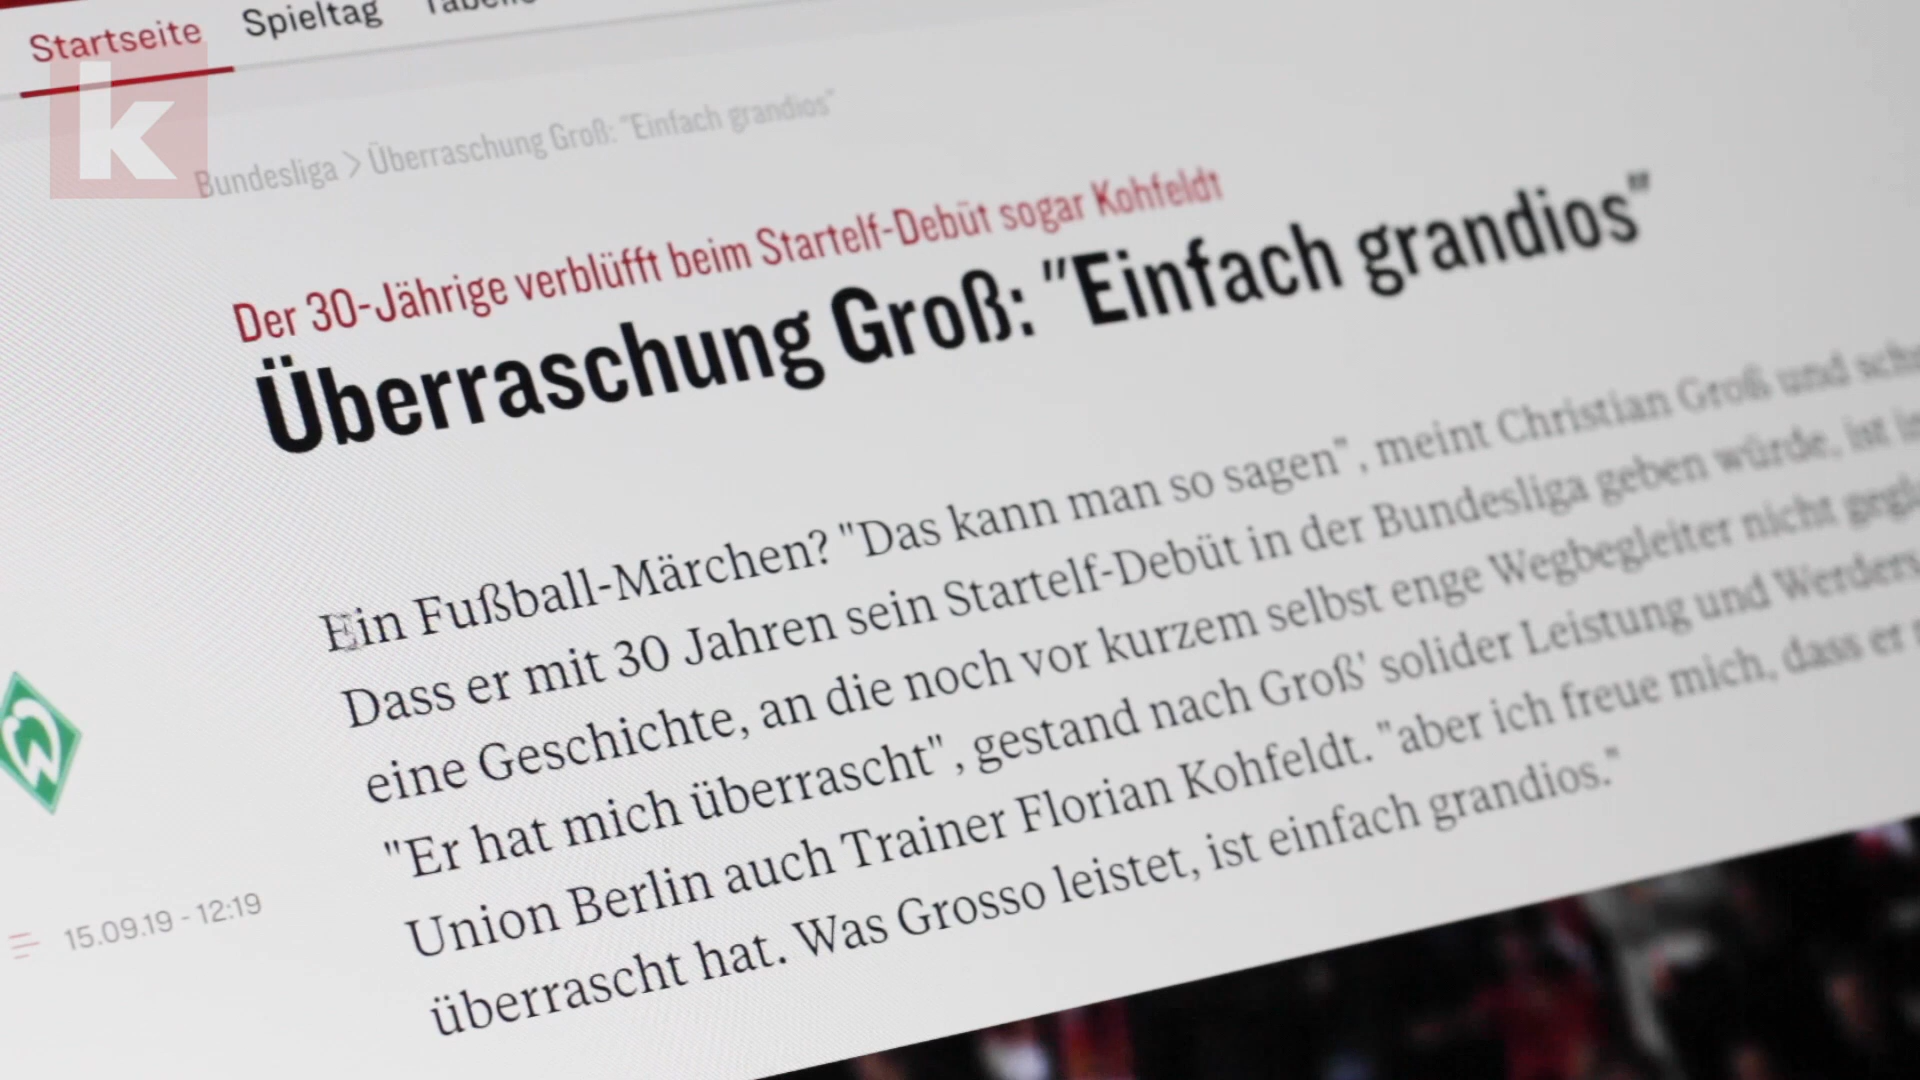 Startseite Spieltag Tabelle
k
Bundesliga > Überraschung Groß: "Einfach grandios"
Der 30-Jährige verblüfft beim Startelf-Debüt sogar Kohfeldt
Überraschung Groß: "Einfach grandios"
Ein Fußball-Märchen? "Das kann man so sagen", meint Christian Groß und
Dass er mit 30 Jahren sein Startelf-Debüt in der Bundesliga geben würde, ist
eine Geschichte, an die noch vor kurzem selbst enge Wegbegleiter nicht
"Er hat mich überrascht", gestand nach Groß' solider Leistung und Werders
Union Berlin auch Trainer Florian Kohfeldt. "aber ich freue mich, dass er
überrascht hat. Was Grosso leistet, ist einfach grandios."
W
15.09.19 - 12:19